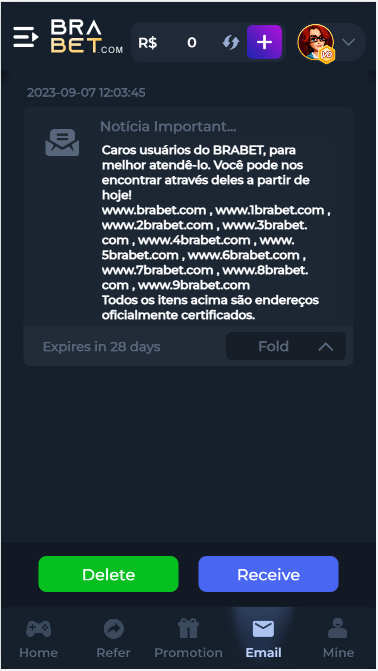 BRA
BET.COM
R$ 0
V0
2023-09-07 12:03:45
Notícia Important...
Caros usuários do BRABET, para
melhor atendê-lo. Você pode nos
encontrar através deles a partir de
hoje!
www.brabet.com , www.1brabet.com ,
www.2brabet.com , www.3brabet.
com , www.4brabet.com , www.
5brabet.com , www.6brabet.com ,
www.7brabet.com , www.8brabet.
com , www.9brabet.com
Todos os itens acima são endereços
oficialmente certificados.
Expires in 28 days
Fold
Delete
Receive
Home
Refer
Promotion
Email
Mine